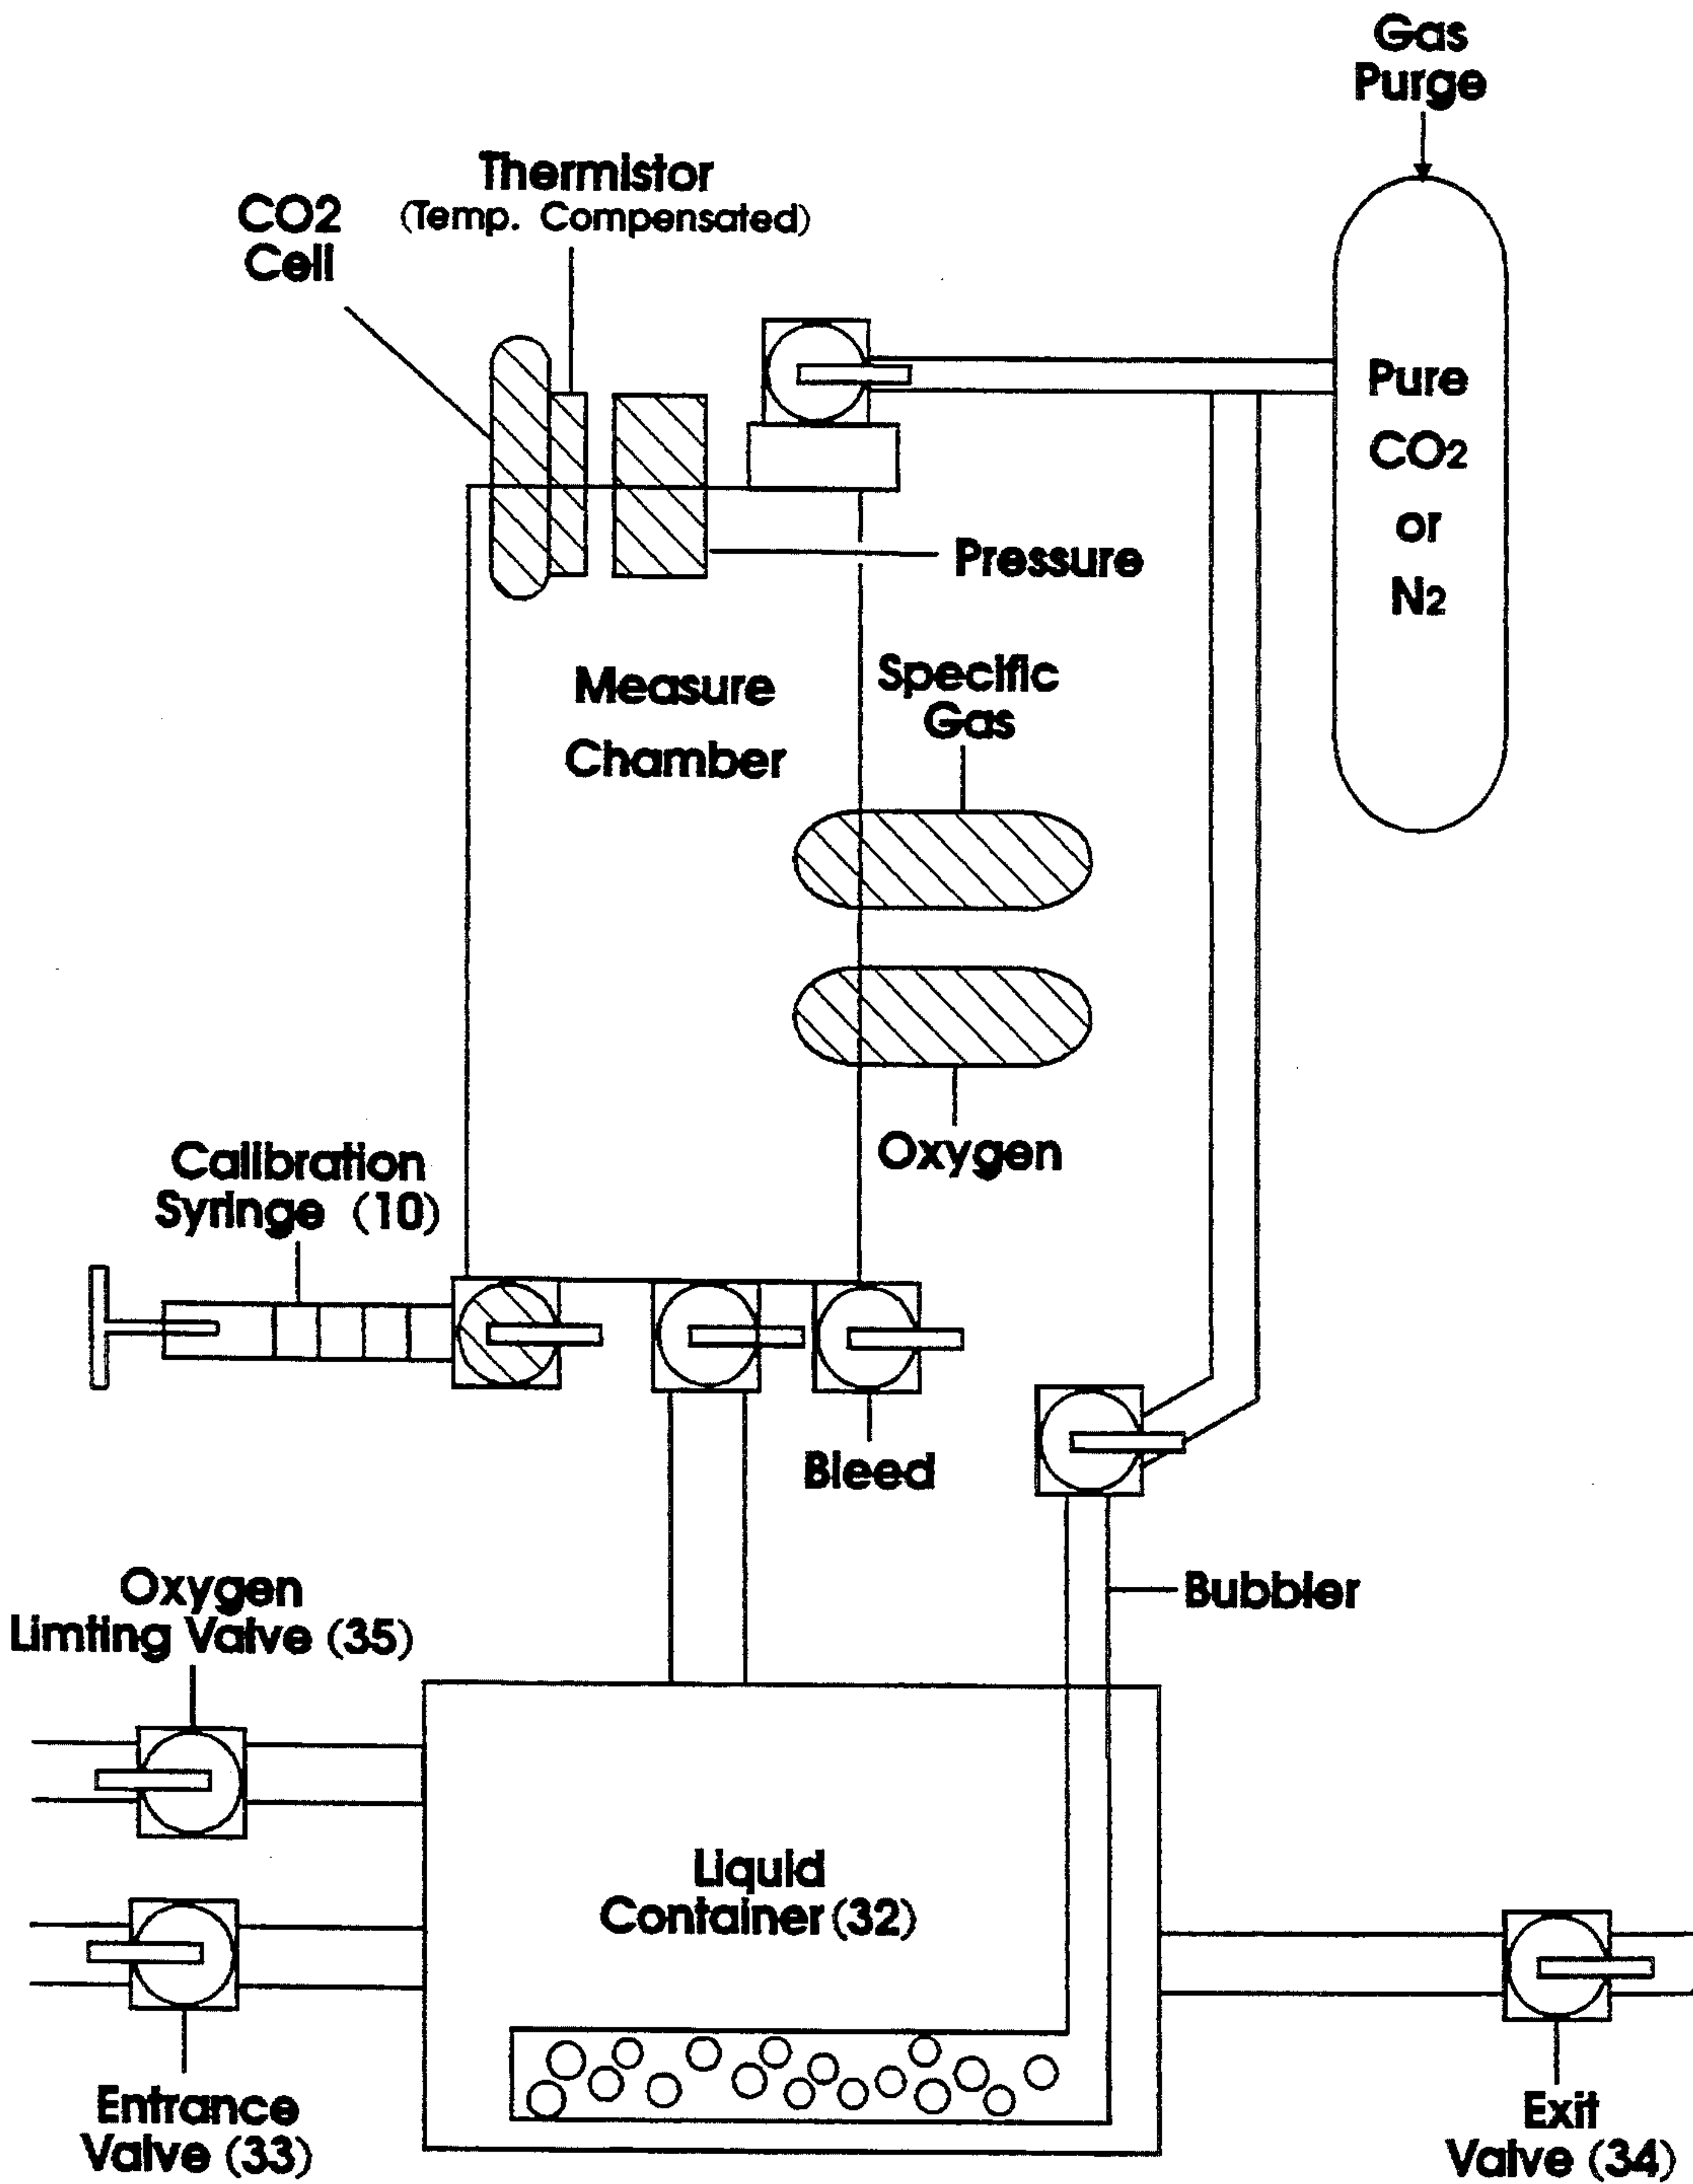 Gas
Purge
Thermistor
(Temp. Compensated)
CO2
Cell
Pure
CO2
or
N2
Pressure
Measure
Chamber
Specific
Gas
Oxygen
Calibration
Syringe (10)
Bleed
Bubbler
Oxygen
Limting Valve (35)
Liquid
Container (32)
Entrance
Valve (33)
Exit
Valve (34)